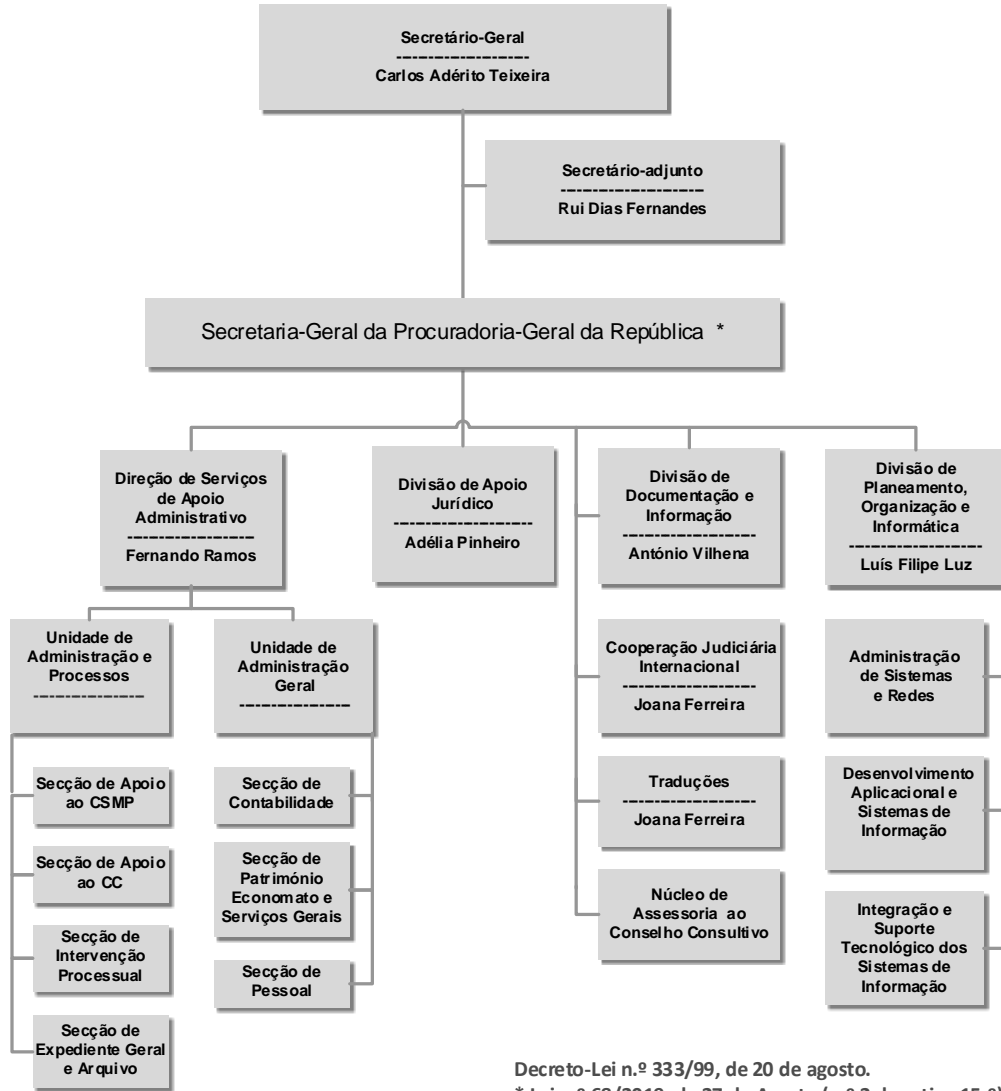 Secretário-Geral
------------------------
Carlos Adérito Teixeira
Secretário-adjunto
--------------------------
Rui Dias Fernandes
Secretaria-Geral da Procuradoria-Geral da República *
Direção de Serviços
de Apoio
Administrativo
-----------------------
Fernando Ramos
Divisão de Apoio
Jurídico
-------------------------
Adélia Pinheiro
Divisão de
Documentação e
Informação
------------------------
António Vilhena
Divisão de
Planeamento,
Organização e
Informática
------------------------
Luís Filipe Luz
Unidade de
Administração e
Processos
--------------------
Unidade de
Administração
Geral
--------------------
Cooperação Judiciária
Internacional
------------------------
Joana Ferreira
Administração
de Sistemas
e Redes
Secção de Apoio
ao CSMP
Secção de
Contabilidade
Traduções
------------------------
Joana Ferreira
Desenvolvimento
Aplicacional e
Sistemas de
Informação
Secção de Apoio
ao CC
Secção de
Património
Economato e
Serviços Gerais
Núcleo de
Assessoria ao
Conselho Consultivo
Integração e
Suporte
Tecnológico dos
Sistemas de
Informação
Secção de
Intervenção
Processual
Secção de
Pessoal
Secção de
Expediente Geral
e Arquivo
Decreto-Lei n.º 333/99, de 20 de agosto.